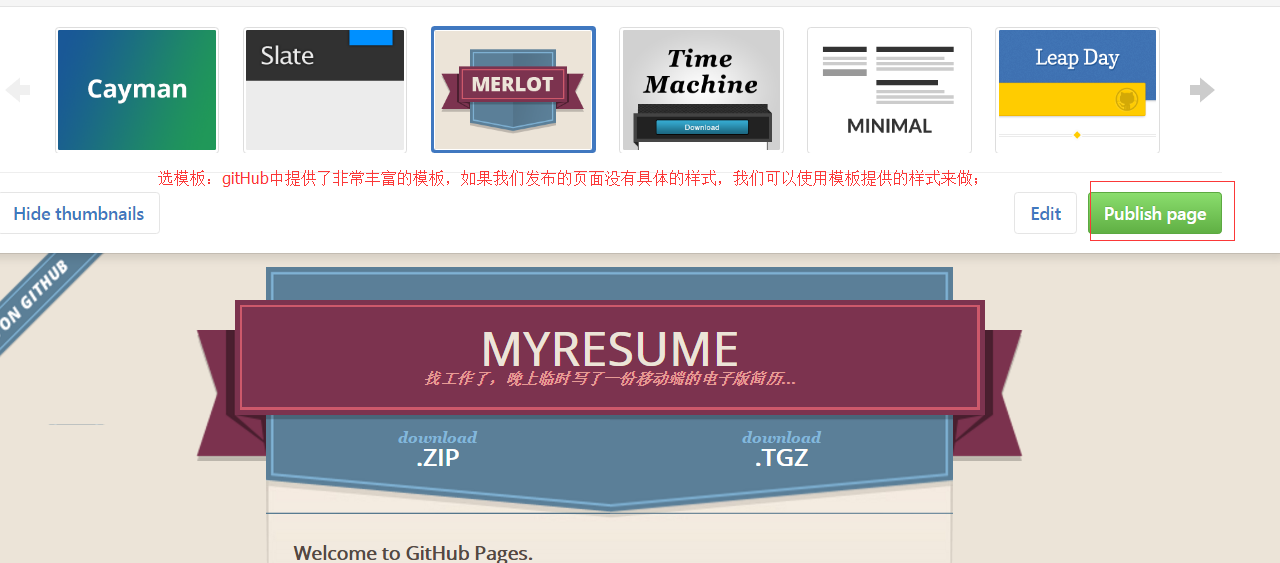 Cayman
Slate
MERLOT
Time
Machine
Download
MINIMAL
Leap Day
选模板：gitHub中提供了非常丰富的模板，如果我们发布的页面没有具体的样式，我们可以使用模板提供的样式来做；
Hide thumbnails
Edit
Publish page
ON GITHUB
MYRESUME
找工作了，晚上临时写了一份移动端的电子版简历...
download
.ZIP
download
.TGZ
Welcome to GitHub Pages.